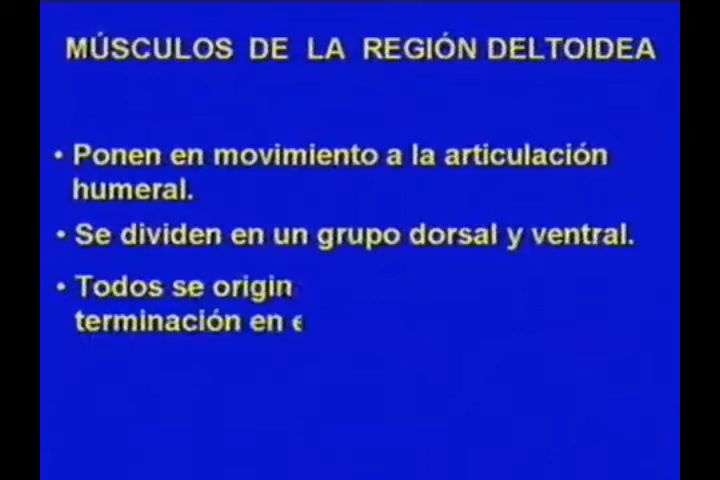 MÚSCULOS DE LA REGIÓN DELTOIDEA
• Ponen en movimiento a la articulación
humeral.
• Se dividen en un grupo dorsal y ventral.
• Todos se origin
terminación en e